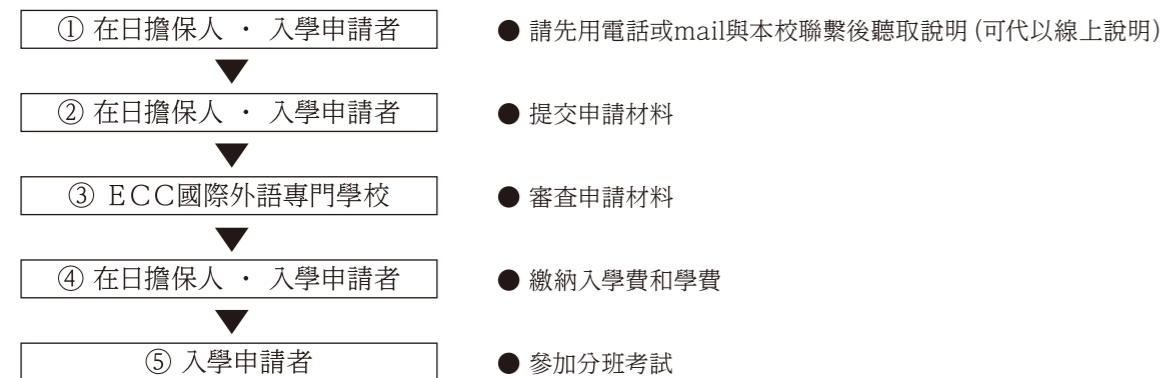 ① 在日擔保人 ・ 入學申請者
● 請先用電話或mail與本校聯繫後聽取說明 (可代以線上說明)
② 在日擔保人 ・ 入學申請者
● 提交申請材料
③ ECC國際外語專門學校
● 審査申請材料
④ 在日擔保人 ・ 入學申請者
● 繳納入學費和學費
⑤ 入學申請者
● 參加分班考試